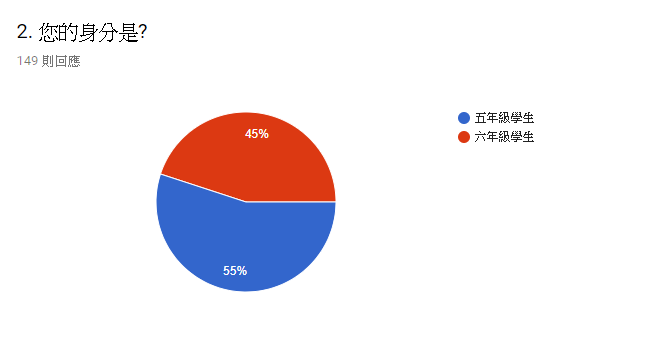 2. 您的身分是?
149 則回應
五年級學生
六年級學生
45%
55%